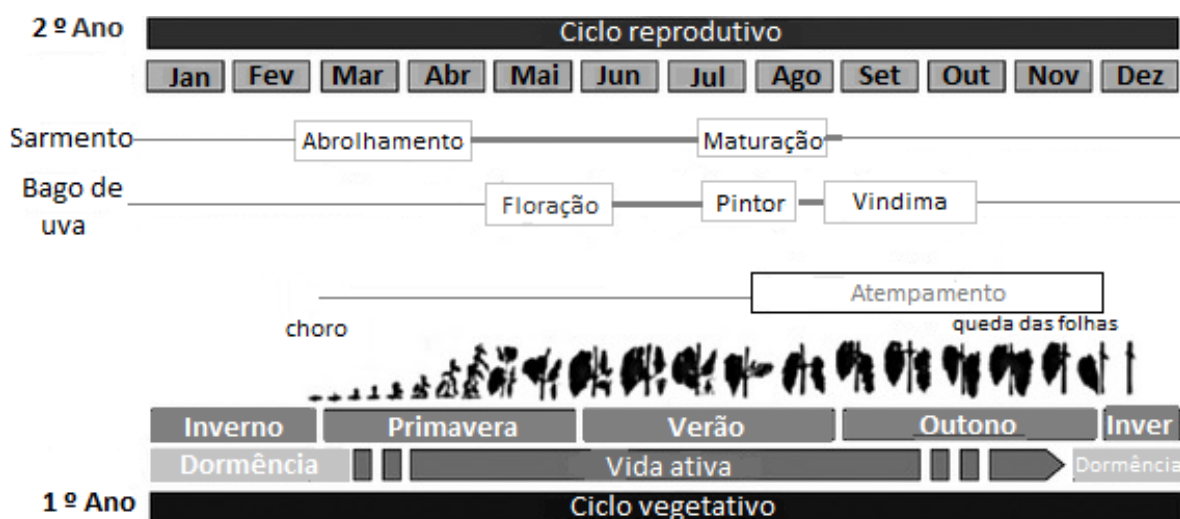 2 º Ano
Ciclo reprodutivo
Jan Fev Mar Abr Mai Jun Jul Ago Set Out Nov Dez
Sarmento Abrolhamento Maturação
Bago de
uva
Floração Pintor Vindima
Atempamento
choro
queda das folhas
Inverno Primavera Verão Outono Inver
Dormência Vida ativa Dormência
1 º Ano
Ciclo vegetativo